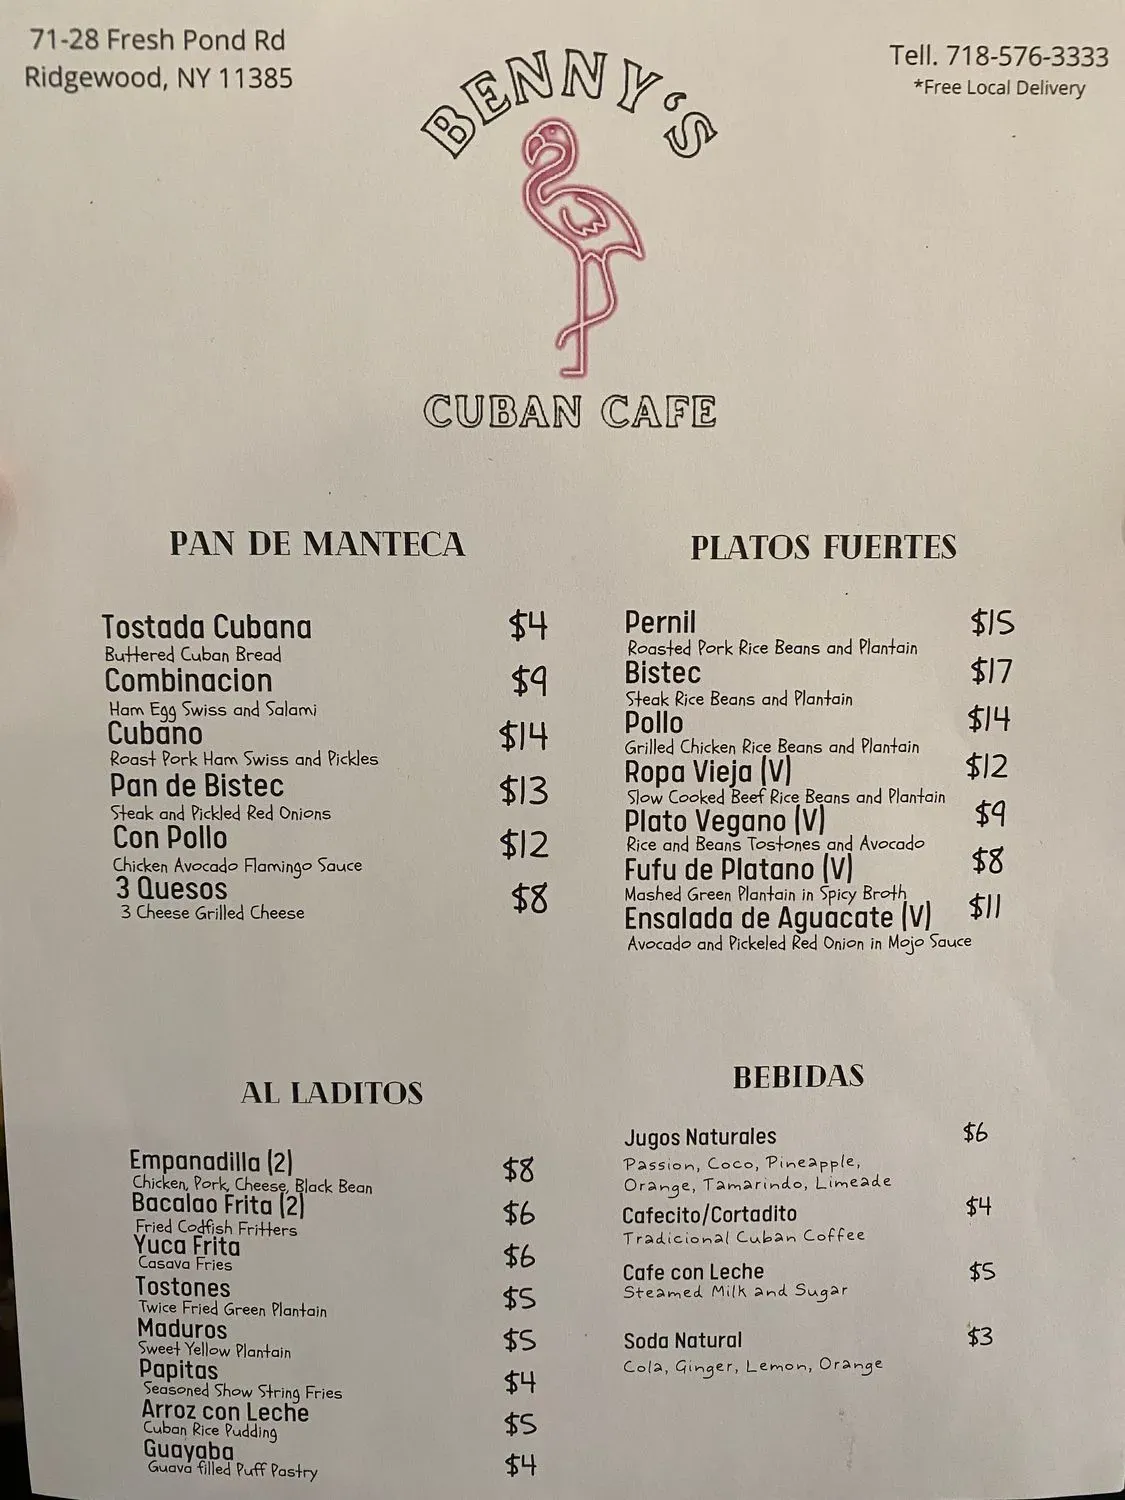 71-28 Fresh Pond Rd
Ridgewood, NY 11385
Tell. 718-576-3333
*Free Local Delivery
BENNY'S
CUBAN CAFE
PAN DE MANTECA
Tostada Cubana $4
Buttered Cuban Bread
Combinacion $9
Ham Egg Swiss and Salami
Cubano $14
Roast Pork Ham Swiss and Pickles
Pan de Bistec $13
Steak and Pickled Red Onions
Con Pollo $12
Chicken Avocado Flamingo Sauce
3 Quesos $8
3 Cheese Grilled Cheese
PLATOS FUERTES
Pernil $15
Roasted Pork Rice Beans and Plantain
Bistec $17
Steak Rice Beans and Plantain
Pollo $14
Grilled Chicken Rice Beans and Plantain
Ropa Vieja (V) $12
Slow Cooked Beef Rice Beans and Plantain
Plato Vegano (V) $9
Rice and Beans Tostones and Avocado
Fufu de Platano (V) $8
Mashed Green Plantain in Spicy Broth
Ensalada de Aguacate (V) $11
Avocado and Pickeled Red Onion in Mojo Sauce
AL LADITOS
Empanadilla (2) $8
Chicken, Pork, Cheese, Black Bean
Bacalao Frita (2) $6
Fried Codfish Fritters
Yuca Frita $6
Casava Fries
Tostones $5
Twice Fried Green Plantain
Maduros $5
Sweet Yellow Plantain
Papitas $4
Seasoned Show String Fries
Arroz con Leche $5
Cuban Rice Pudding
Guayaba $4
Guava filled Puff Pastry
BEBIDAS
Jugos Naturales $6
Passion, Coco, Pineapple,
Orange, Tamarindo, Limeade
Cafecito/Cortadito $4
Tradicional Cuban Coffee
Cafe con Leche $5
Steamed Milk and Sugar
Soda Natural $3
Cola, Ginger, Lemon, Orange